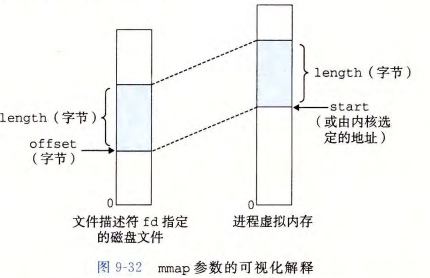 length（字节）
length（字节）
start
（或由内核选
定的地址）
offset
（字节）
0
0
文件描述符 fd 指定
的磁盘文件
进程虚拟内存
图 9-32 mmap 参数的可视化解释